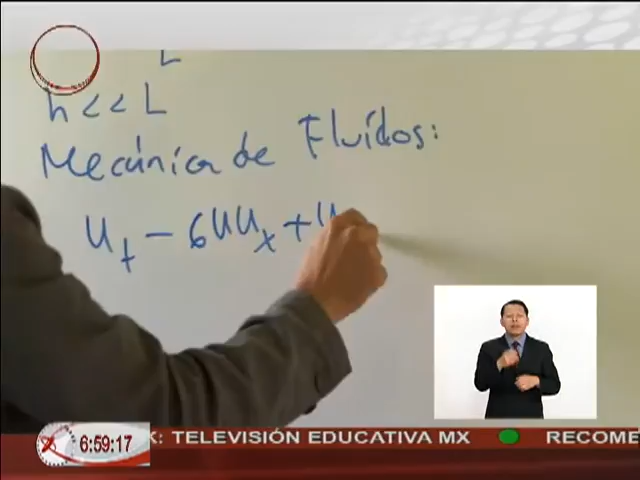 L
h << L
Mecánica de Fluídos:
u_t - 6uu_x + u
6:59:17
K: TELEVISIÓN EDUCATIVA MX
RECOME